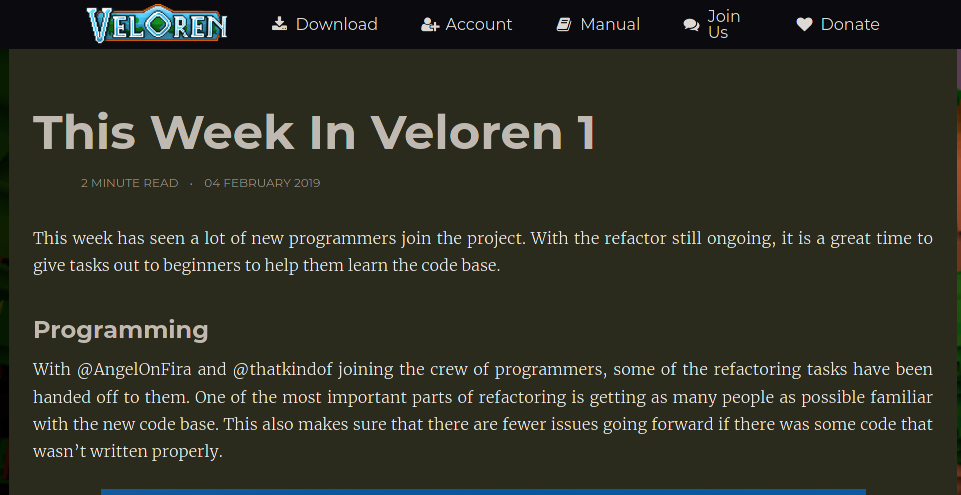 VELOREN
Download
Account
Manual
Join
Us
Donate
This Week In Veloren 1
2 MINUTE READ • 04 FEBRUARY 2019
This week has seen a lot of new programmers join the project. With the refactor still ongoing, it is a great time to
give tasks out to beginners to help them learn the code base.
Programming
With @AngelOnFira and @thatkindof joining the crew of programmers, some of the refactoring tasks have been
handed off to them. One of the most important parts of refactoring is getting as many people as possible familiar
with the new code base. This also makes sure that there are fewer issues going forward if there was some code that
wasn’t written properly.